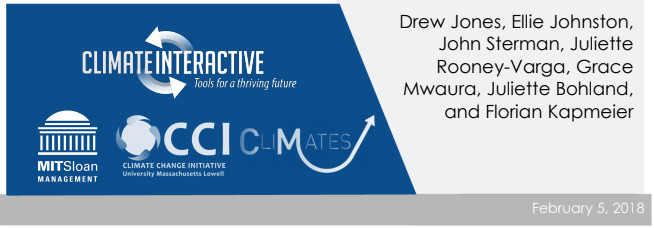 CLIMATEINTERACTIVE
Tools for a thriving future
MITSloan
MANAGEMENT
CCI
CLIMATE CHANGE INITIATIVE
University Massachusetts Lowell
CLIMATES
Drew Jones, Ellie Johnston,
John Sterman, Juliette
Rooney-Varga, Grace
Mwaura, Juliette Bohland,
and Florian Kapmeier
February 5, 2018